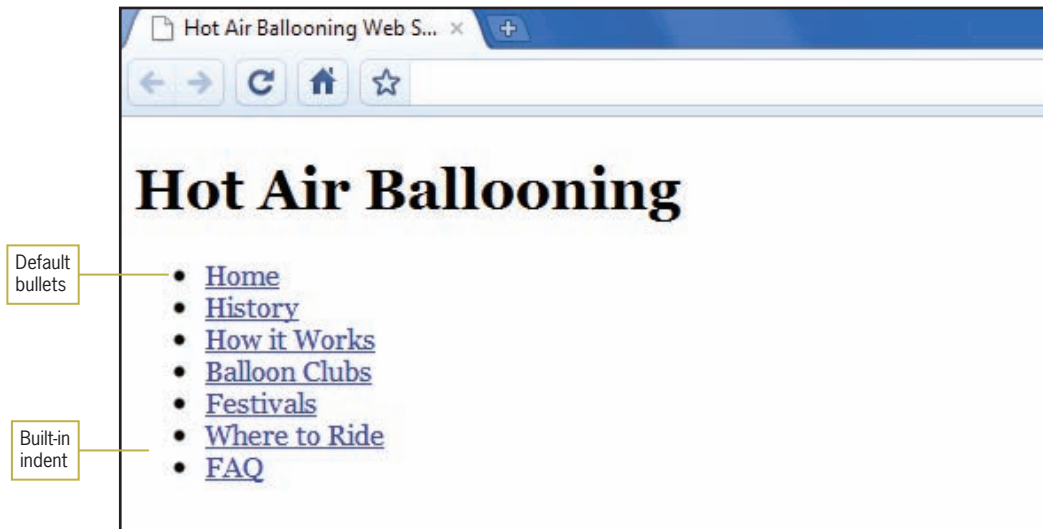 Hot Air Ballooning Web S...
Hot Air Ballooning
Default
bullets
• Home
• History
• How it Works
• Balloon Clubs
• Festivals
• Where to Ride
• FAQ
Built-in
indent